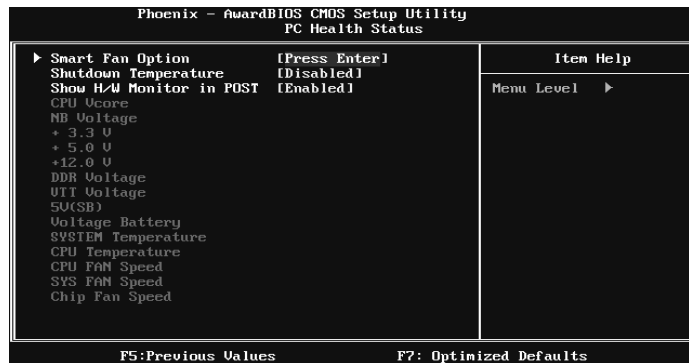 Phoenix - AwardBIOS CMOS Setup Utility
PC Health Status
Smart Fan Option [Press Enter]
Shutdown Temperature [Disabled]
Show H/W Monitor in POST [Enabled]
CPU Vcore
NB Voltage
+ 3.3 V
+ 5.0 V
+12.0 V
DDR Voltage
VTT Voltage
5V(SB)
Voltage Battery
SYSTEM Temperature
CPU Temperature
CPU FAN Speed
SYS FAN Speed
Chip Fan Speed
Item Help
Menu Level
F5:Previous Values F7: Optimized Defaults